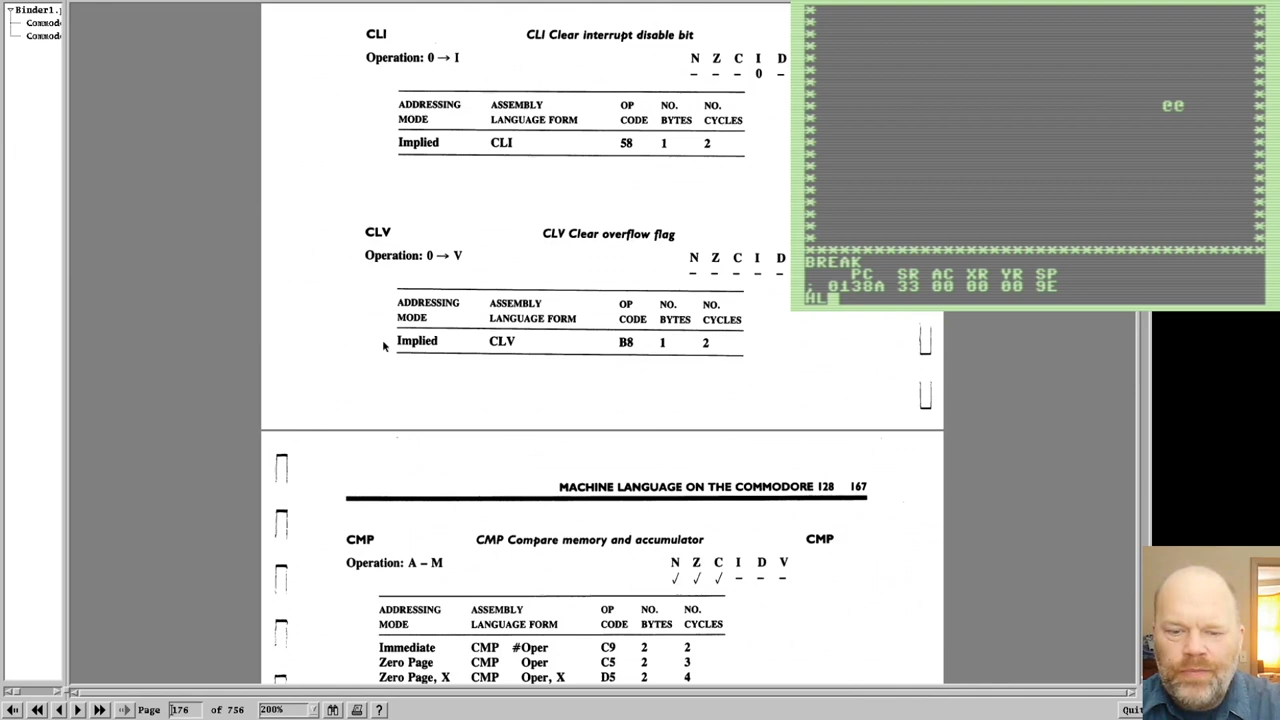 Binder1.
Commod
Commod
CLI CLI Clear interrupt disable bit
Operation: 0 → I N Z C I D
– – – 0 –
ADDRESSING ASSEMBLY OP NO. NO.
MODE LANGUAGE FORM CODE BYTES CYCLES
Implied CLI 58 1 2
CLV CLV Clear overflow flag
Operation: 0 → V N Z C I D
– – – – –
ADDRESSING ASSEMBLY OP NO. NO.
MODE LANGUAGE FORM CODE BYTES CYCLES
Implied CLV B8 1 2
MACHINE LANGUAGE ON THE COMMODORE 128 167
CMP CMP Compare memory and accumulator CMP
Operation: A – M N Z C I D V
√ √ √ – – –
ADDRESSING ASSEMBLY OP NO. NO.
MODE LANGUAGE FORM CODE BYTES CYCLES
Immediate CMP #Oper C9 2 2
Zero Page CMP Oper C5 2 3
Zero Page, X CMP Oper, X D5 2 4
ee
BREAK
PC SR AC XR YR SP
; 0138A 33 00 00 00 9E
Page 176 of 756 200% ? Qui